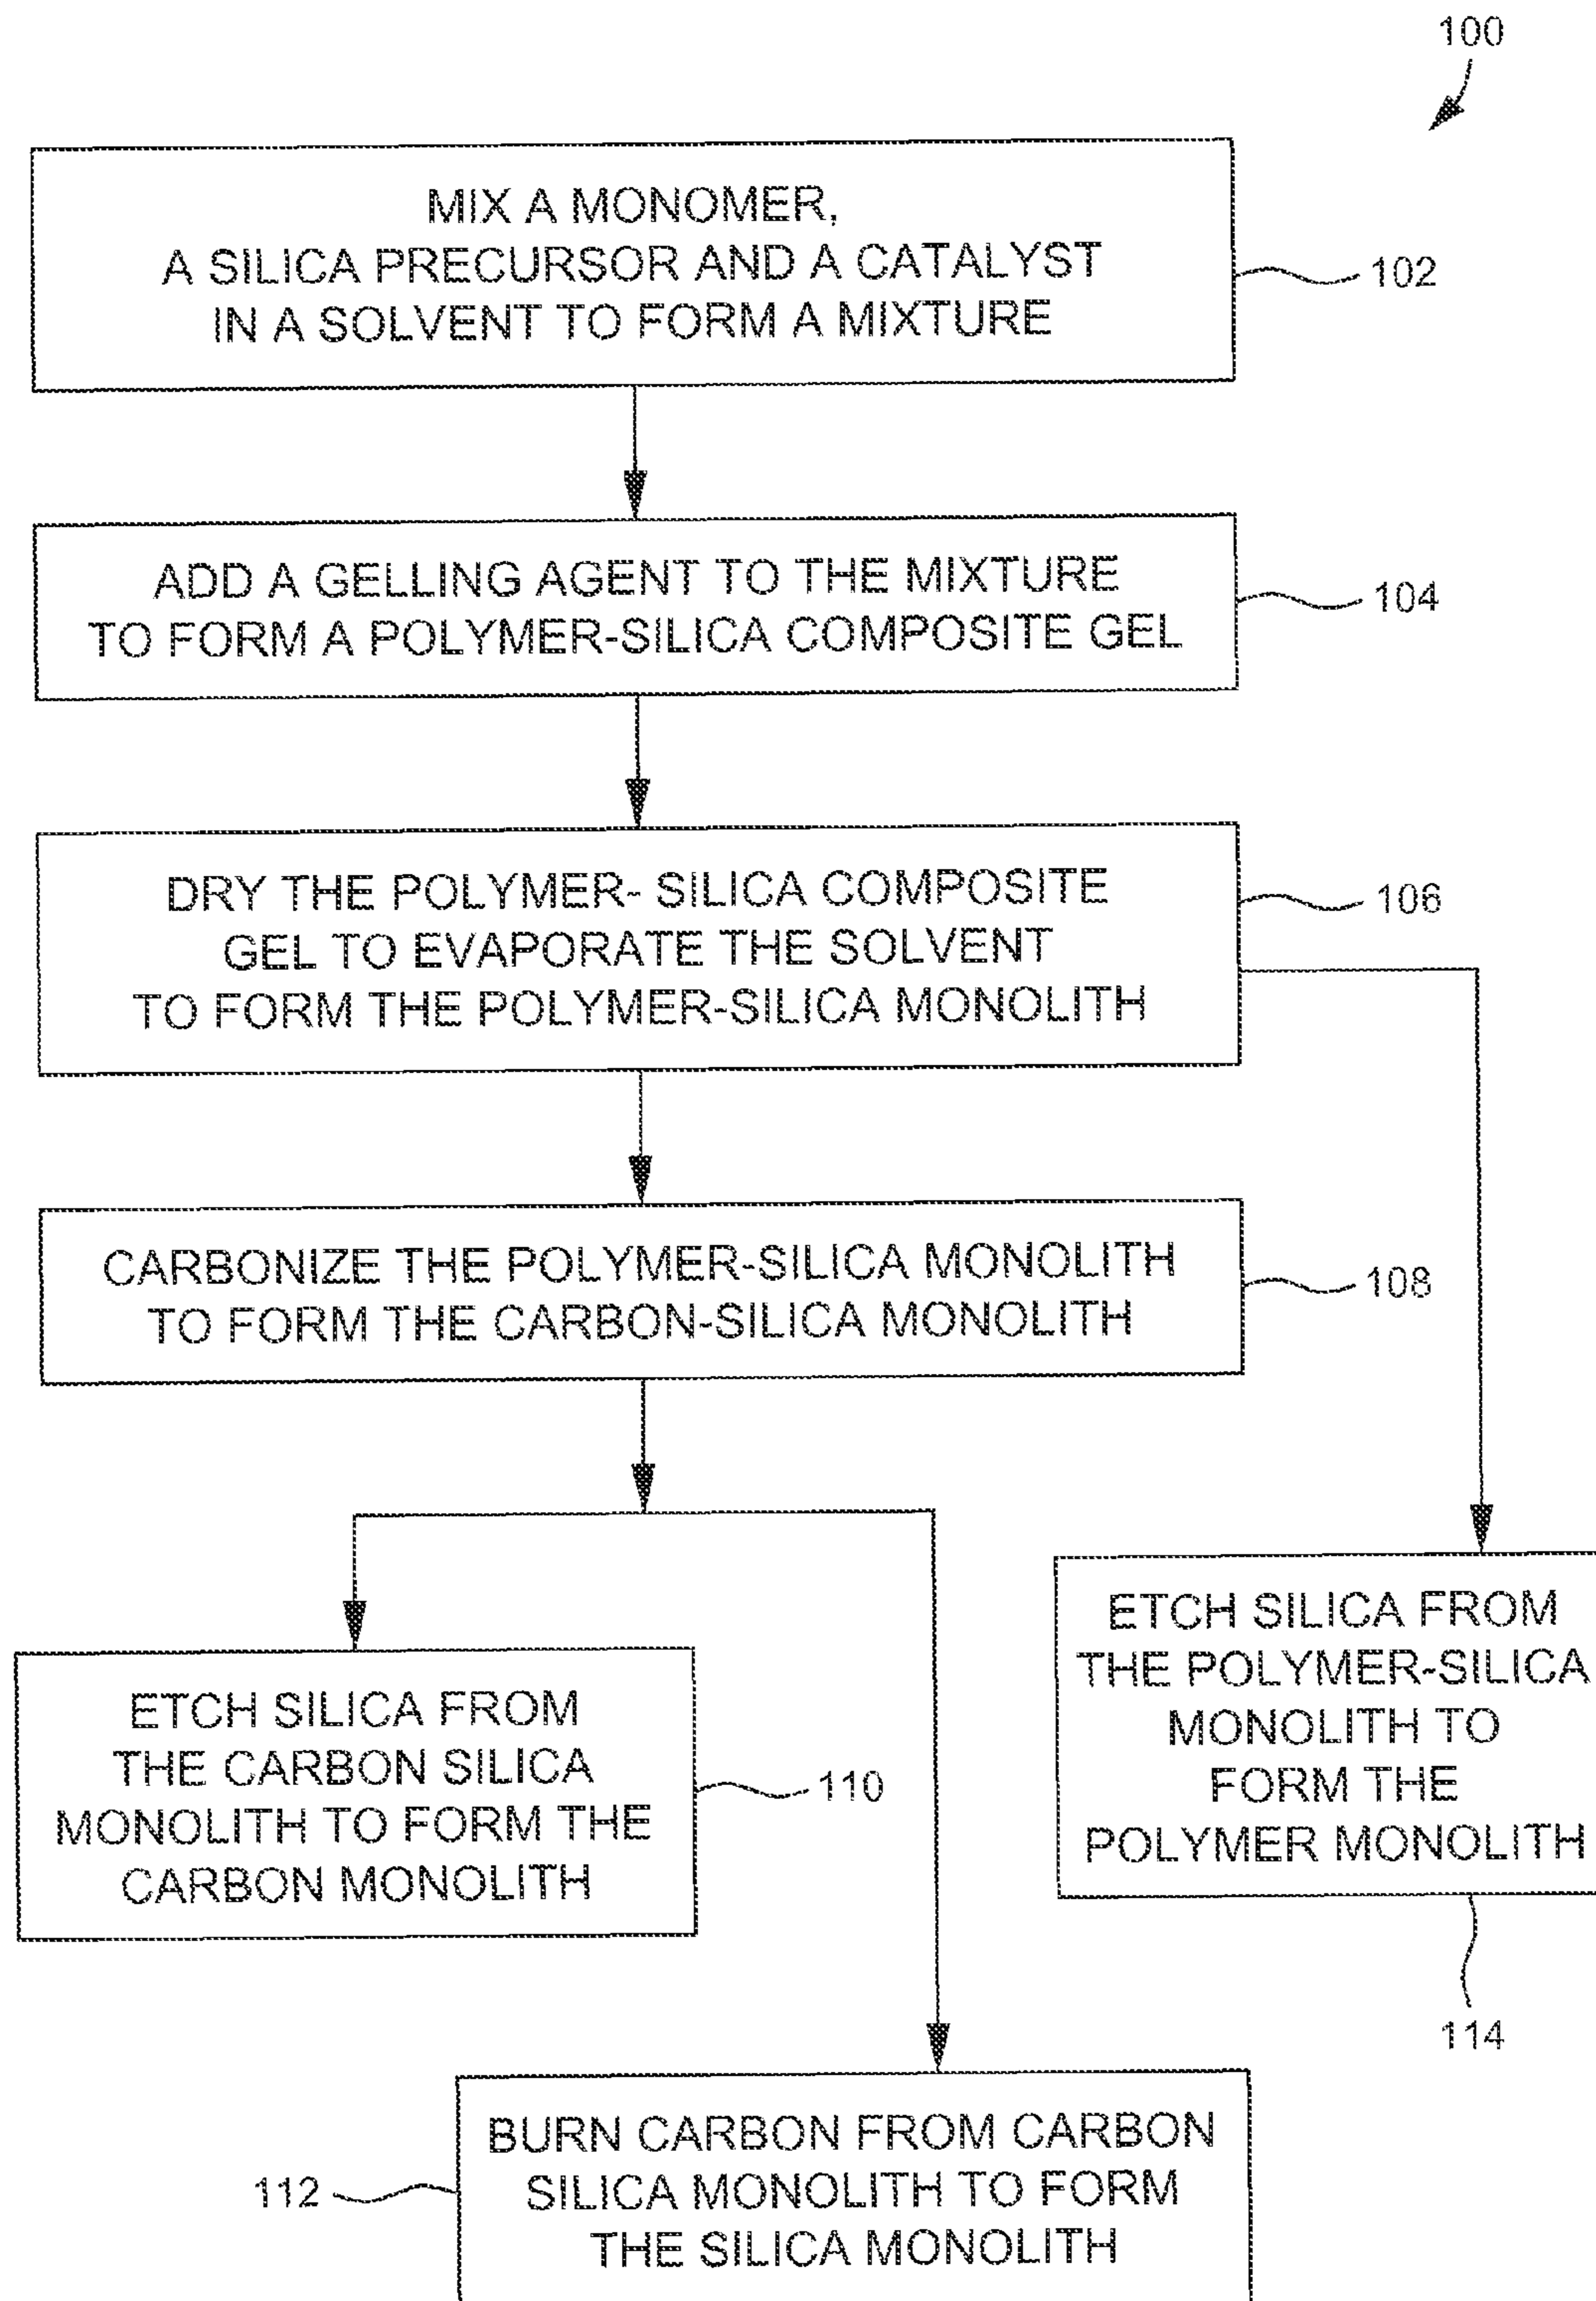 100
MIX A MONOMER,
A SILICA PRECURSOR AND A CATALYST
IN A SOLVENT TO FORM A MIXTURE
102
ADD A GELLING AGENT TO THE MIXTURE
TO FORM A POLYMER-SILICA COMPOSITE GEL
104
DRY THE POLYMER- SILICA COMPOSITE
GEL TO EVAPORATE THE SOLVENT
TO FORM THE POLYMER-SILICA MONOLITH
106
CARBONIZE THE POLYMER-SILICA MONOLITH
TO FORM THE CARBON-SILICA MONOLITH
108
ETCH SILICA FROM
THE CARBON SILICA
MONOLITH TO FORM THE
CARBON MONOLITH
110
ETCH SILICA FROM
THE POLYMER-SILICA
MONOLITH TO
FORM THE
POLYMER MONOLITH
114
112
BURN CARBON FROM CARBON
SILICA MONOLITH TO FORM
THE SILICA MONOLITH